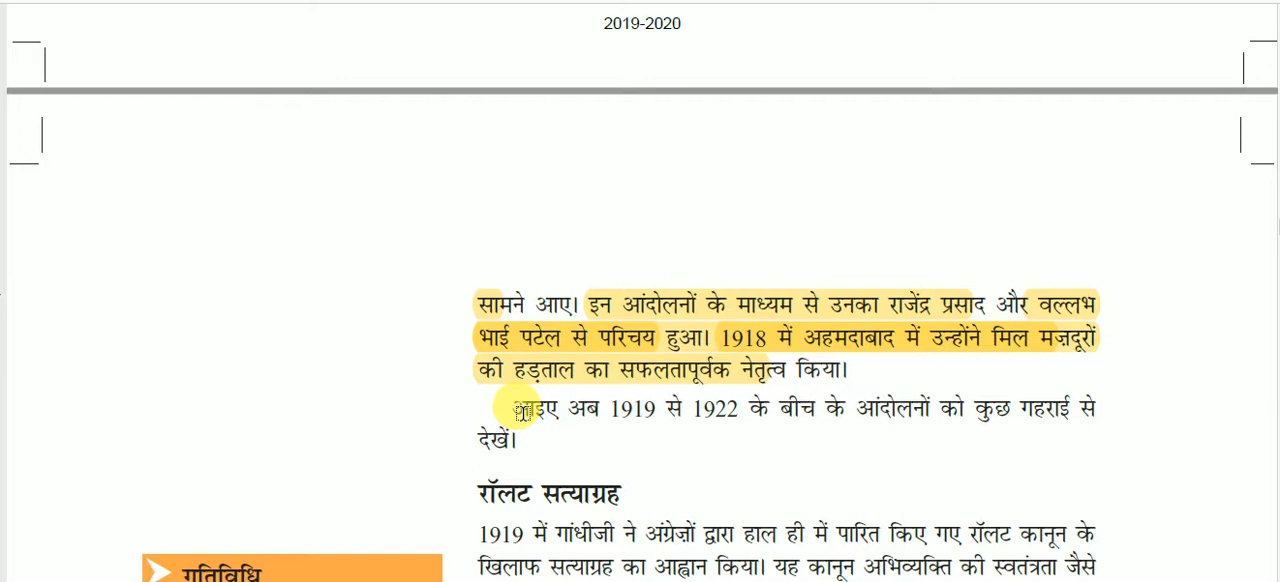 2019-2020
सामने आए। इन आंदोलनों के माध्यम से उनका राजेंद्र प्रसाद और वल्लभ
भाई पटेल से परिचय हुआ। 1918 में अहमदाबाद में उन्होंने मिल मज़दूरों
की हड़ताल का सफलतापूर्वक नेतृत्व किया।
आइए अब 1919 से 1922 के बीच के आंदोलनों को कुछ गहराई से
देखें।
रॉलट सत्याग्रह
1919 में गांधीजी ने अंग्रेज़ों द्वारा हाल ही में पारित किए गए रॉलट कानून के
खिलाफ सत्याग्रह का आह्वान किया। यह कानून अभिव्यक्ति की स्वतंत्रता जैसे
गतिविधि